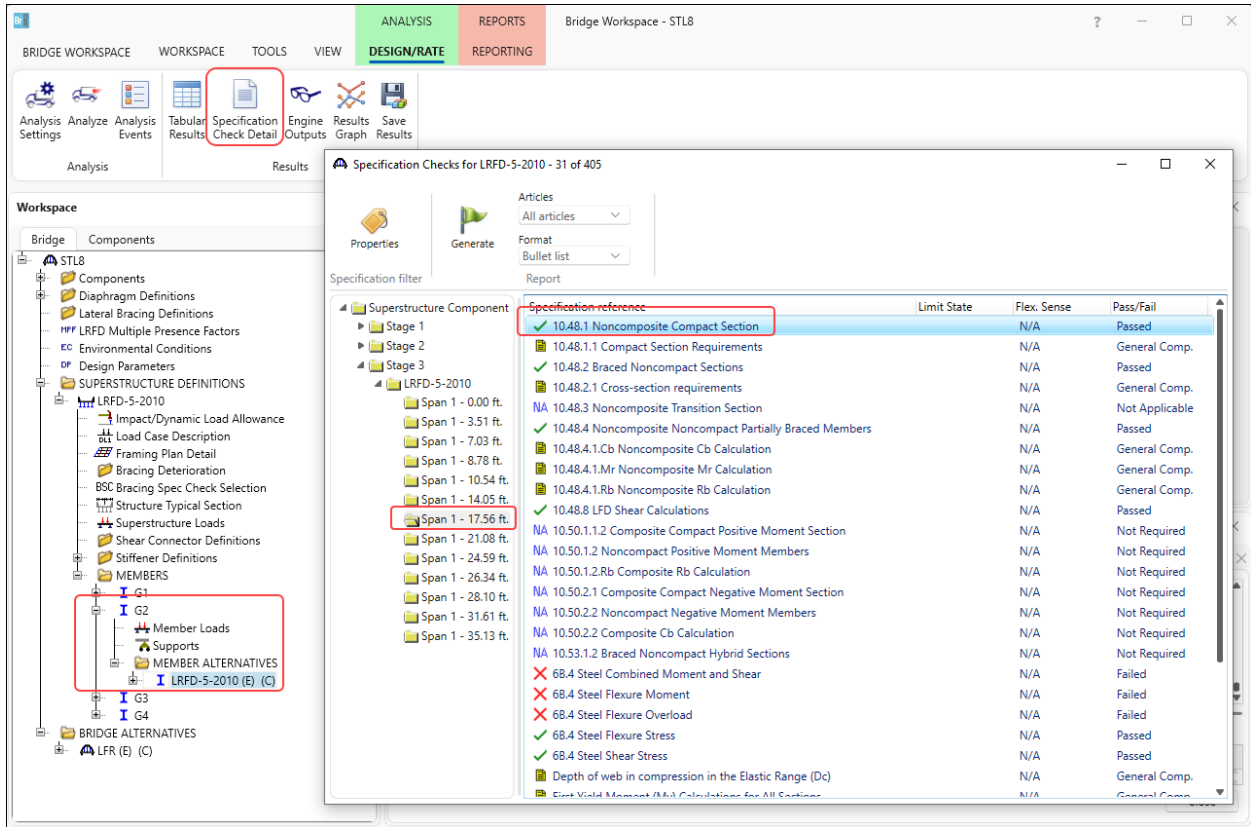 Br
ANALYSIS REPORTS Bridge Workspace - STL8 ?
BRIDGE WORKSPACE WORKSPACE TOOLS VIEW DESIGN/RATE REPORTING
Analysis Settings
Analyze
Analysis Events
Tabular Results
Specification Check Detail
Engine Outputs
Results Graph
Save Results
Analysis
Results
Workspace
Bridge Components
STL8
Components
Diaphragm Definitions
Lateral Bracing Definitions
MPF LRFD Multiple Presence Factors
EC Environmental Conditions
DP Design Parameters
SUPERSTRUCTURE DEFINITIONS
LRFD-5-2010
Impact/Dynamic Load Allowance
DL1 Load Case Description
Framing Plan Detail
Bracing Deterioration
BSC Bracing Spec Check Selection
Structure Typical Section
Superstructure Loads
Shear Connector Definitions
Stiffener Definitions
MEMBERS
G1
G2
Member Loads
Supports
MEMBER ALTERNATIVES
LRFD-5-2010 (E) (C)
G3
G4
BRIDGE ALTERNATIVES
LFR (E) (C)
Specification Checks for LRFD-5-2010 - 31 of 405
Properties
Specification filter
Generate
Articles
All articles
Format
Bullet list
Report
Superstructure Component
Stage 1
Stage 2
Stage 3
LRFD-5-2010
Span 1 - 0.00 ft.
Span 1 - 3.51 ft.
Span 1 - 7.03 ft.
Span 1 - 8.78 ft.
Span 1 - 10.54 ft.
Span 1 - 14.05 ft.
Span 1 - 17.56 ft.
Span 1 - 21.08 ft.
Span 1 - 24.59 ft.
Span 1 - 26.34 ft.
Span 1 - 28.10 ft.
Span 1 - 31.61 ft.
Span 1 - 35.13 ft.
Specification reference Limit State Flex. Sense Pass/Fail
10.48.1 Noncomposite Compact Section N/A Passed
10.48.1.1 Compact Section Requirements N/A General Comp.
10.48.2 Braced Noncompact Sections N/A Passed
10.48.2.1 Cross-section requirements N/A General Comp.
NA 10.48.3 Noncomposite Transition Section N/A Not Applicable
10.48.4 Noncomposite Noncompact Partially Braced Members N/A Passed
10.48.4.1.Cb Noncomposite Cb Calculation N/A General Comp.
10.48.4.1.Mr Noncomposite Mr Calculation N/A General Comp.
10.48.4.1.Rb Noncomposite Rb Calculation N/A General Comp.
10.48.8 LFD Shear Calculations N/A Passed
NA 10.50.1.1.2 Composite Compact Positive Moment Section N/A Not Required
NA 10.50.1.2 Noncompact Positive Moment Members N/A Not Required
NA 10.50.1.2.Rb Composite Rb Calculation N/A Not Required
NA 10.50.2.1 Composite Compact Negative Moment Section N/A Not Required
NA 10.50.2.2 Noncompact Negative Moment Members N/A Not Required
NA 10.50.2.2 Composite Cb Calculation N/A Not Required
NA 10.53.1.2 Braced Noncompact Hybrid Sections N/A Not Required
6B.4 Steel Combined Moment and Shear N/A Failed
6B.4 Steel Flexure Moment N/A Failed
6B.4 Steel Flexure Overload N/A Failed
6B.4 Steel Flexure Stress N/A Passed
6B.4 Steel Shear Stress N/A Passed
Depth of web in compression in the Elastic Range (Dc) N/A General Comp.
First Yield Moment (My) Calculations for All Sections N/A General Comp.
Close